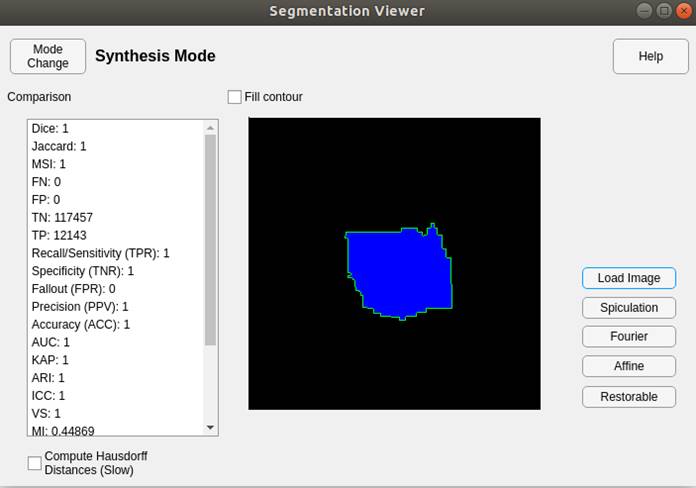 Segmentation Viewer
Mode
Change
Synthesis Mode
Help
Comparison
Fill contour
Dice: 1
Jaccard: 1
MSI: 1
FN: 0
FP: 0
TN: 117457
TP: 12143
Recall/Sensitivity (TPR): 1
Specificity (TNR): 1
Fallout (FPR): 0
Precision (PPV): 1
Accuracy (ACC): 1
AUC: 1
KAP: 1
ARI: 1
ICC: 1
VS: 1
MI: 0.44869
Load Image
Spiculation
Fourier
Affine
Restorable
Compute Hausdorff
Distances (Slow)